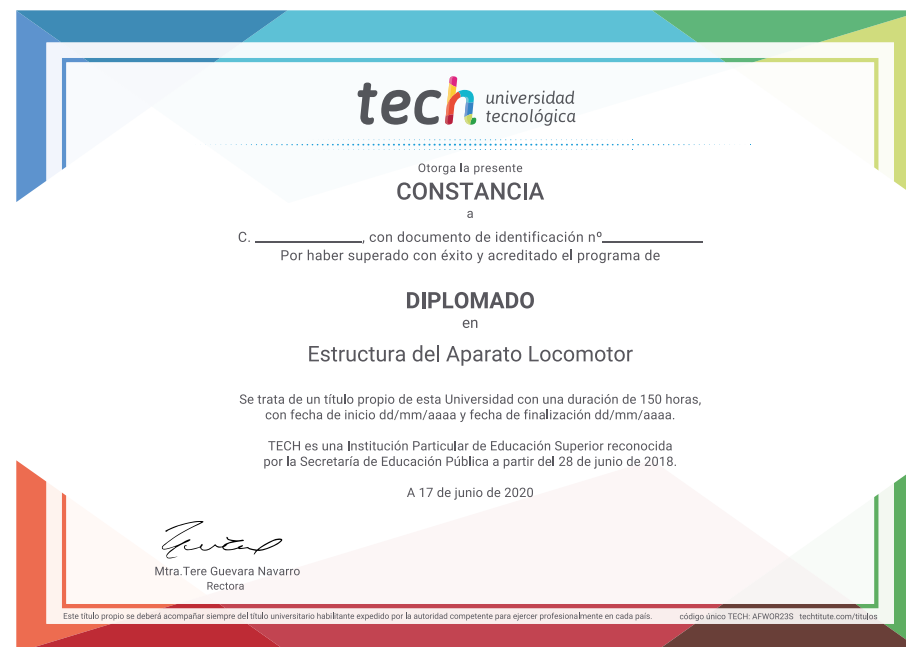 tech universidad
tecnológica
Otorga la presente
CONSTANCIA
a
C. ______________, con documento de identificación nº_____________
Por haber superado con éxito y acreditado el programa de
DIPLOMADO
en
Estructura del Aparato Locomotor
Se trata de un título propio de esta Universidad con una duración de 150 horas,
con fecha de inicio dd/mm/aaaa y fecha de finalización dd/mm/aaaa.
TECH es una Institución Particular de Educación Superior reconocida
por la Secretaría de Educación Pública a partir del 28 de junio de 2018.
A 17 de junio de 2020
Mtra.Tere Guevara Navarro
Rectora
Este título propio se deberá acompañar siempre del título universitario habilitante expedido por la autoridad competente para ejercer profesionalmente en cada país. código único TECH: AFWOR23S techtitute.com/titulos